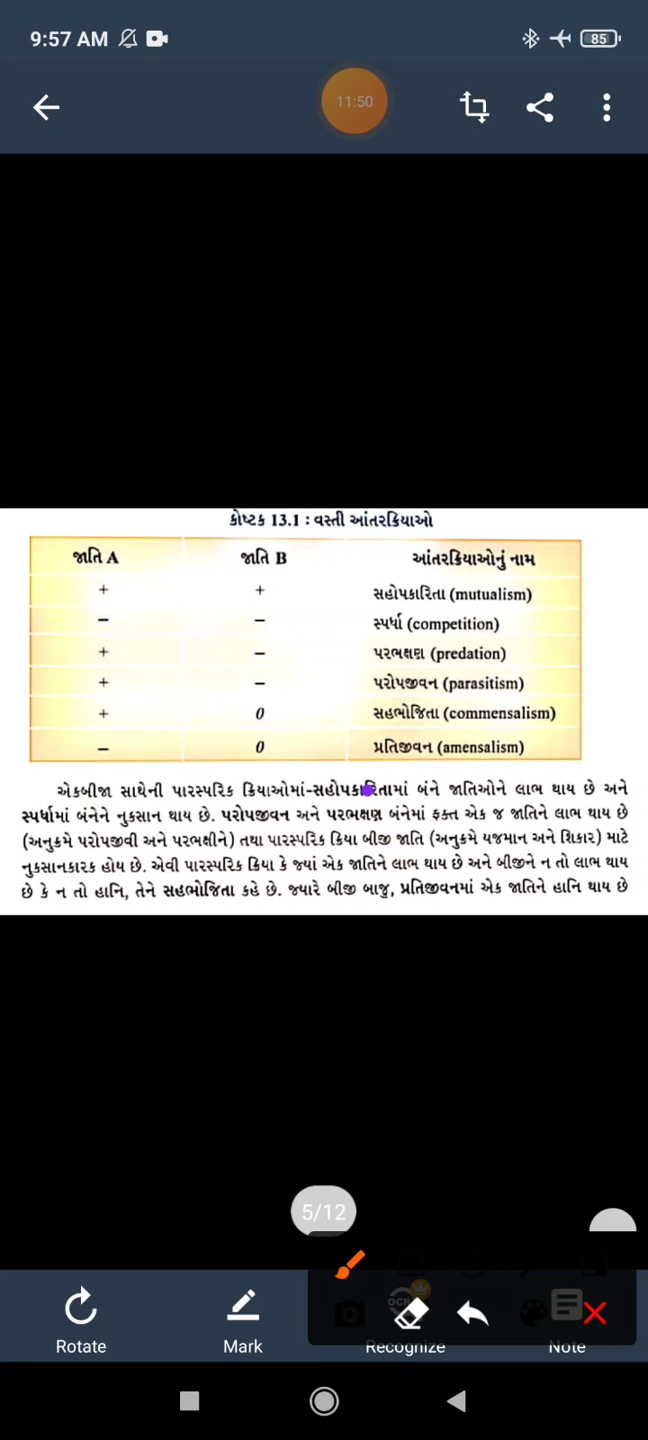 9:57 AM
85
11:50
કોષ્ટક 13.1 : વસ્તી આંતરક્રિયાઓ
જાતિ A જાતિ B આંતરક્રિયાઓનું નામ
+ + સહોપકારિતા (mutualism)
– – સ્પર્ધા (competition)
+ – પરભક્ષણ (predation)
+ – પરોપજીવન (parasitism)
+ 0 સહભોજિતા (commensalism)
– 0 પ્રતિજીવન (amensalism)
એકબીજા સાથેની પારસ્પરિક ક્રિયાઓમાં-સહોપકારિતામાં બંને જાતિઓને લાભ થાય છે અને
સ્પર્ધામાં બંનેને નુકસાન થાય છે. પરોપજીવન અને પરભક્ષણ બંનેમાં ફક્ત એક જ જાતિને લાભ થાય છે
(અનુક્રમે પરોપજીવી અને પરભક્ષીને) તથા પારસ્પરિક ક્રિયા બીજી જાતિ (અનુક્રમે યજમાન અને શિકાર) માટે
નુકસાનકારક હોય છે. એવી પારસ્પરિક ક્રિયા કે જ્યાં એક જાતિને લાભ થાય છે અને બીજીને ન તો લાભ થાય
છે કે ન તો હાનિ, તેને સહભોજિતા કહે છે. જ્યારે બીજી બાજુ, પ્રતિજીવનમાં એક જાતિને હાનિ થાય છે
5/12
OCR
Rotate Mark Recognize Note